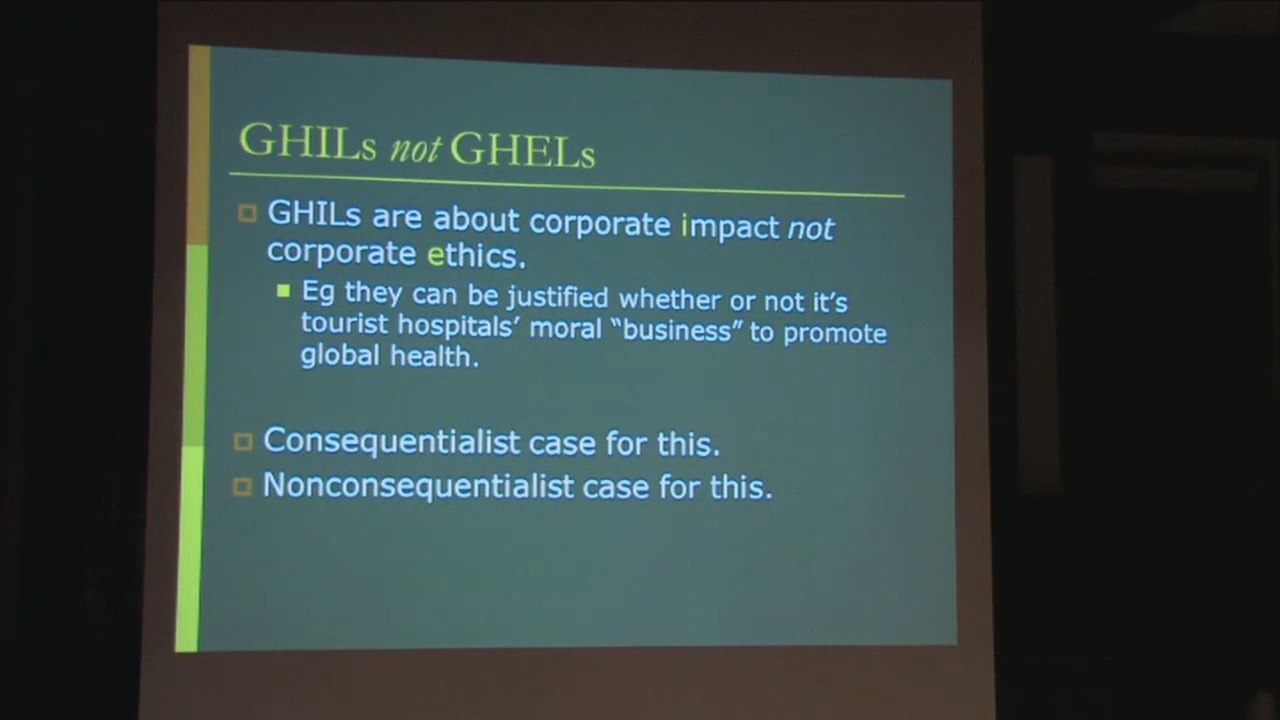 GHILs not GHELs
GHILs are about corporate impact not
corporate ethics.
Eg they can be justified whether or not it’s
tourist hospitals’ moral “business” to promote
global health.
Consequentialist case for this.
Nonconsequentialist case for this.